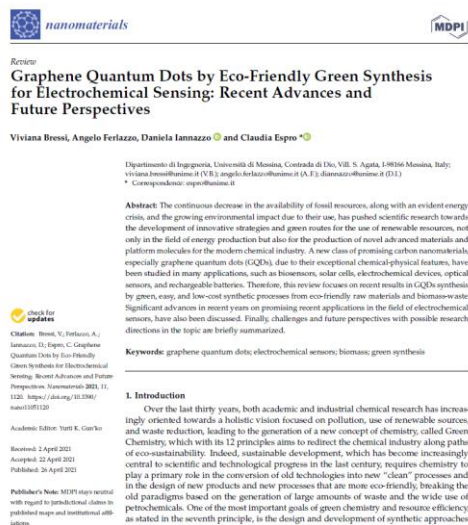 nanomaterials
MDPI
Review
Graphene Quantum Dots by Eco-Friendly Green Synthesis
for Electrochemical Sensing: Recent Advances and
Future Perspectives
Viviana Bressi, Angelo Ferlazzo, Daniela Iannazzo and Claudia Espro *
Dipartimento di Ingegneria, Università di Messina, Contrada di Dio, Vill. S. Agata, I-98166 Messina, Italy;
viviana.bressi@unime.it (V.B.); angelo.ferlazzo@unime.it (A.F.); diannazzo@unime.it (D.I.)
* Correspondence: espro@unime.it
Abstract: The continuous decrease in the availability of fossil resources, along with an evident energy
crisis, and the growing environmental impact due to their use, has pushed scientific research towards
the development of innovative strategies and green routes for the use of renewable resources, not
only in the field of energy production but also for the production of novel advanced materials and
platform molecules for the modern chemical industry. A new class of promising carbon nanomaterials,
especially graphene quantum dots (GQDs), due to their exceptional chemical-physical features, have
been studied in many applications, such as biosensors, solar cells, electrochemical devices, optical
sensors, and rechargeable batteries. Therefore, this review focuses on recent results in GQDs synthesis
by green, easy, and low-cost synthetic processes from eco-friendly raw materials and biomass-waste
Significant advances in recent years on promising recent applications in the field of electrochemical
sensors, have also been discussed. Finally, challenges and future perspectives with possible research
directions in the topic are briefly summarized.
Keywords: graphene quantum dots; electrochemical sensors; biomass; green synthesis
check for
updates
Citation: Bressi, V.; Ferlazzo, A.;
Iannazzo, D.; Espro, C. Graphene
Quantum Dots by Eco-Friendly
Green Synthesis for Electrochemical
Sensing: Recent Advances and Future
Perspectives. Nanomaterials 2021, 11,
1120. https://doi.org/10.3390/
nano11051120
Academic Editor: Yurii K. Gun'ko
Received: 2 April 2021
Accepted: 22 April 2021
Published: 26 April 2021
Publisher's Note: MDPI stays neutral
with regard to jurisdictional claims in
published maps and institutional affil-
iations.
1. Introduction
Over the last thirty years, both academic and industrial chemical research has increas-
ingly oriented towards a holistic vision focused on pollution, use of renewable sources,
and waste reduction, leading to the generation of a new concept of chemistry, called Green
Chemistry, which with its 12 principles aims to redirect the chemical industry along paths
of eco-sustainability. Indeed, sustainable development, which has become increasingly
central to scientific and technological progress in the last century, requires chemistry to
play a primary role in the conversion of old technologies into new "clean" processes and
in the design of new products and new processes that are more eco-friendly, breaking the
old paradigms based on the generation of large amounts of waste and the wide use of
petrochemicals. One of the most important goals of green chemistry and resource efficiency
as stated in the seventh principle, is the design and development of synthetic approaches